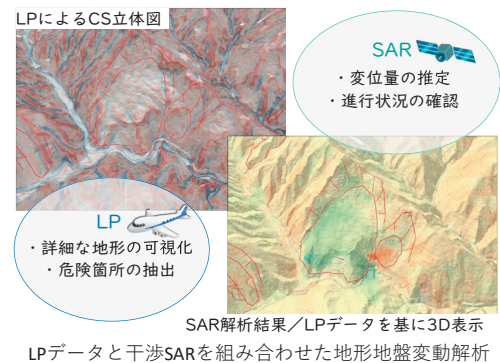 LPによるCS立体図
SAR
・変位量の推定
・進行状況の確認
LP
・詳細な地形の可視化
・危険箇所の抽出
SAR解析結果／LPデータを基に3D表示
LPデータと干渉SARを組み合わせた地形地盤変動解析